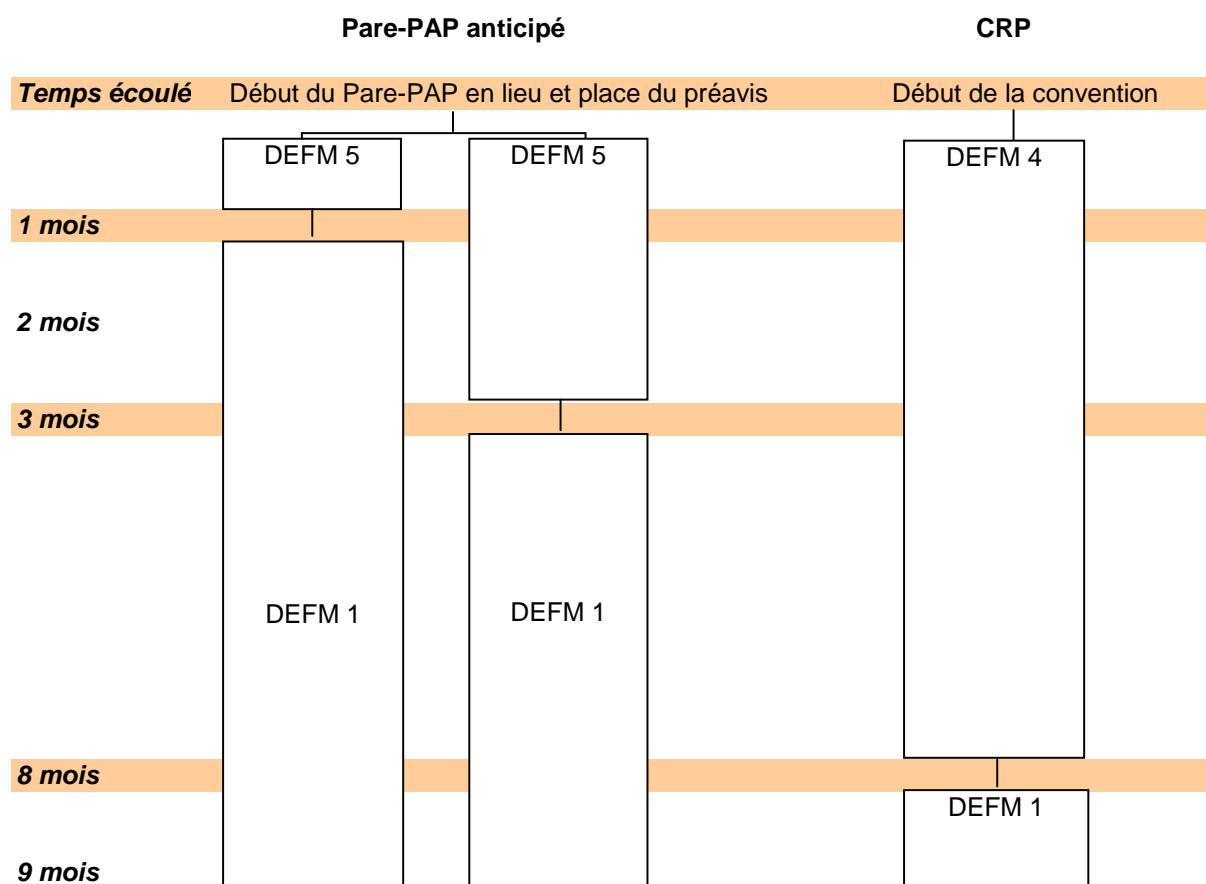 Pare-PAP anticipé CRP
Temps écoulé Début du Pare-PAP en lieu et place du préavis Début de la convention
DEFM 5 DEFM 5 DEFM 4
1 mois
2 mois
3 mois
DEFM 1 DEFM 1
8 mois
DEFM 1
9 mois